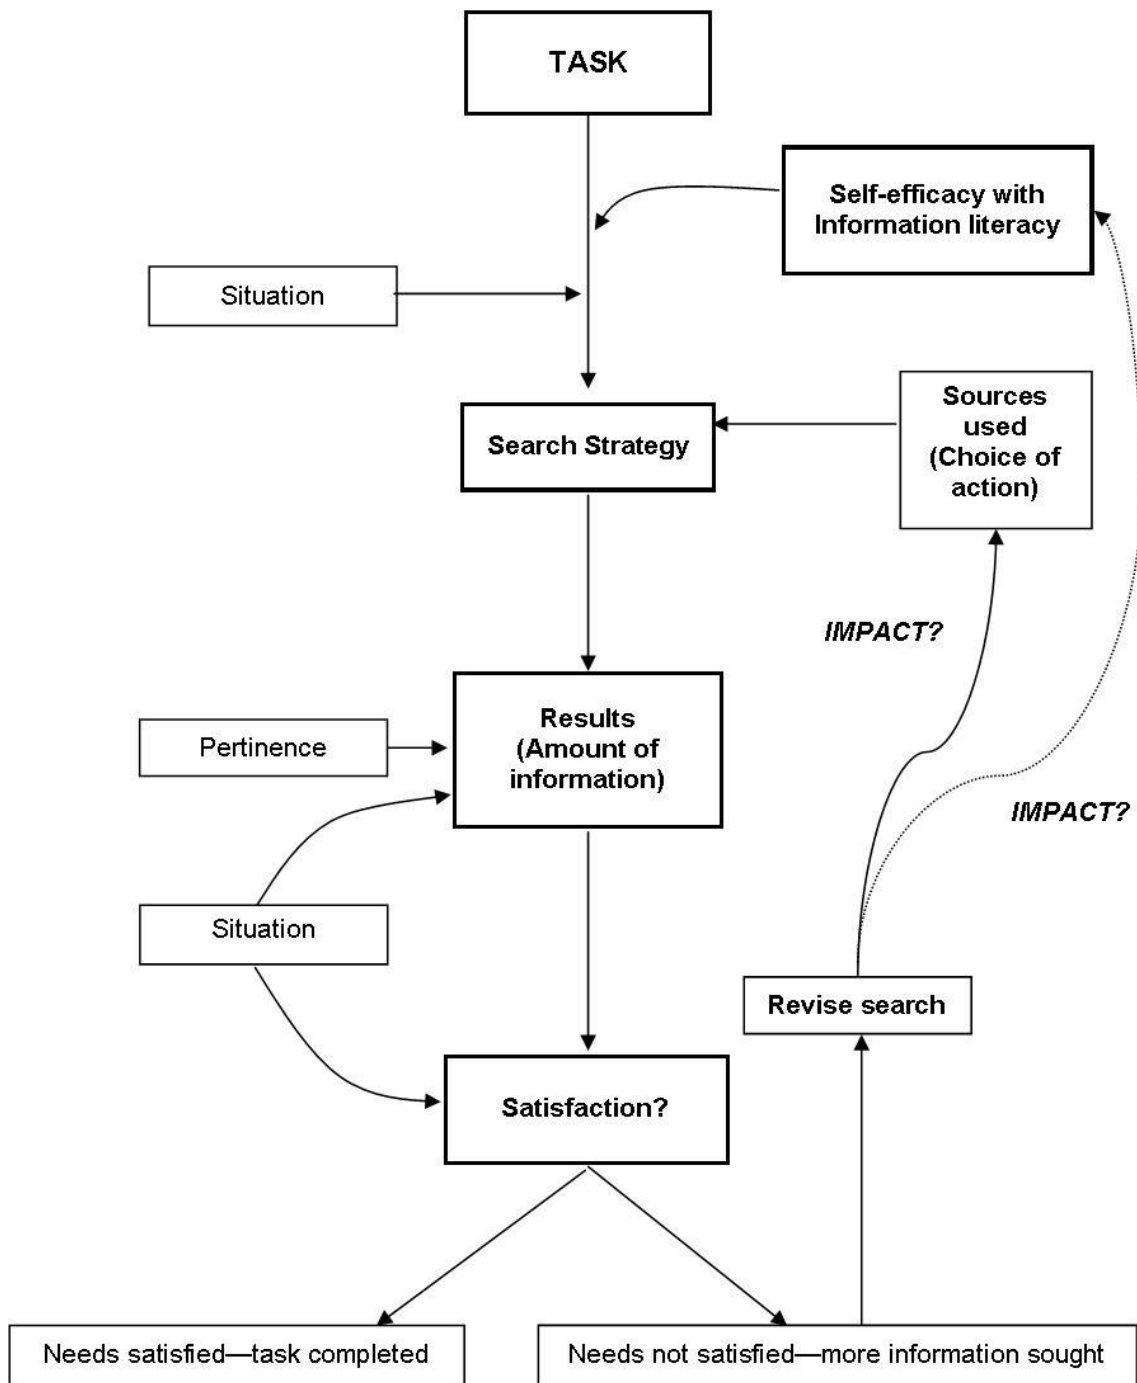 TASK
Self-efficacy with
Information literacy
Situation
Sources
used
(Choice of
action)
Search Strategy
IMPACT?
Results
(Amount of
information)
Pertinence
IMPACT?
Situation
Revise search
Satisfaction?
Needs satisfied—task completed
Needs not satisfied—more information sought